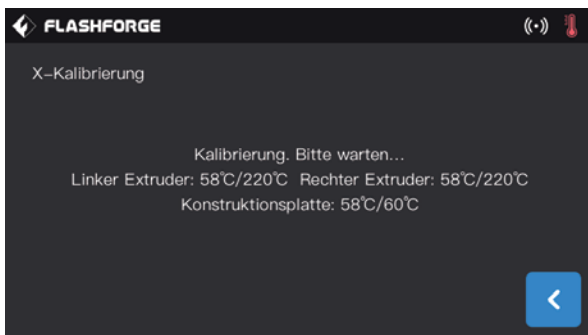 FLASHFORGE
X-Kalibrierung
Kalibrierung. Bitte warten...
Linker Extruder: 58℃/220℃ Rechter Extruder: 58℃/220℃
Konstruktionsplatte: 58℃/60℃